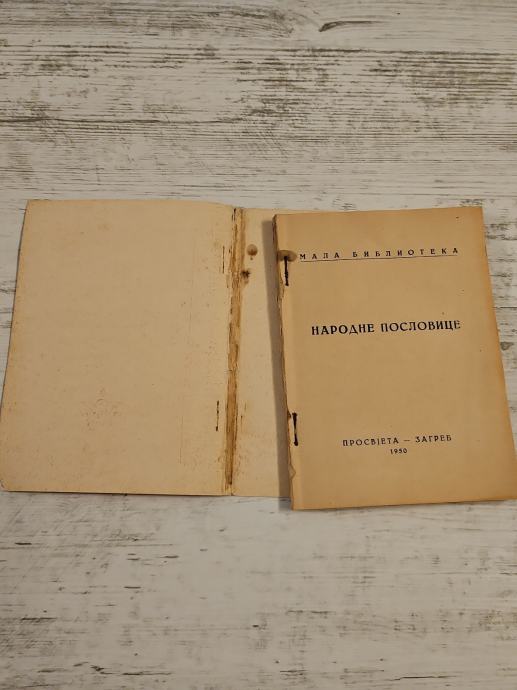 МАЛА БИБЛИОТЕКА
НАРОДНЕ ПОСЛОВИЦЕ
ПРОСВЈЕТА — ЗАГРЕБ
1950